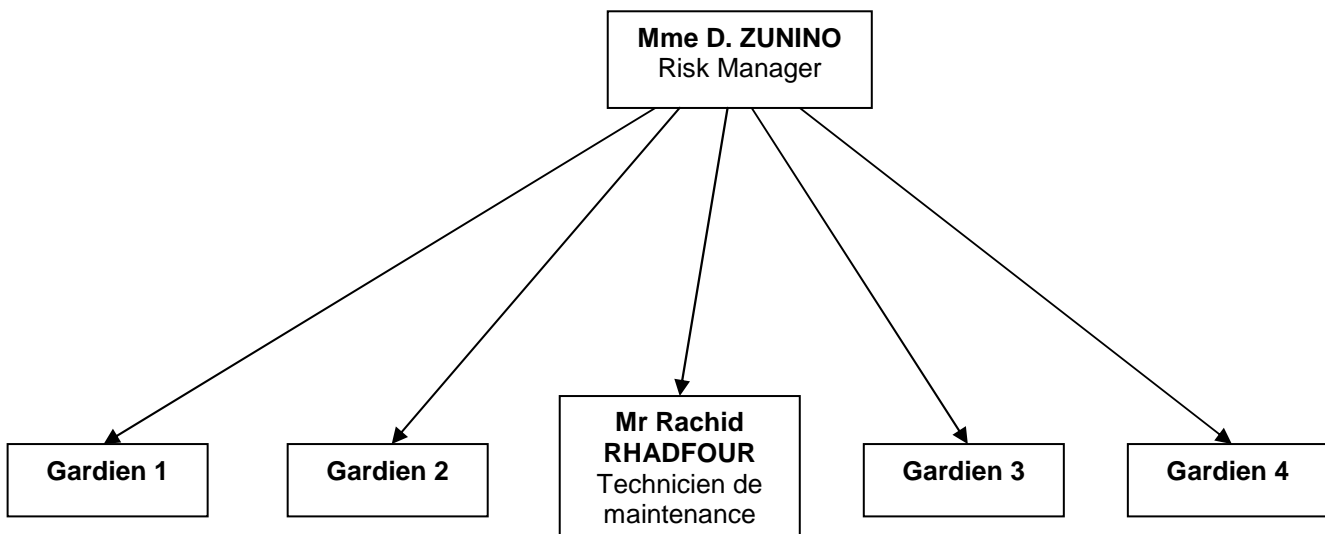 Mme D. ZUNINO
Risk Manager
Gardien 1
Gardien 2
Mr Rachid
RHADFOUR
Technicien de
maintenance
Gardien 3
Gardien 4